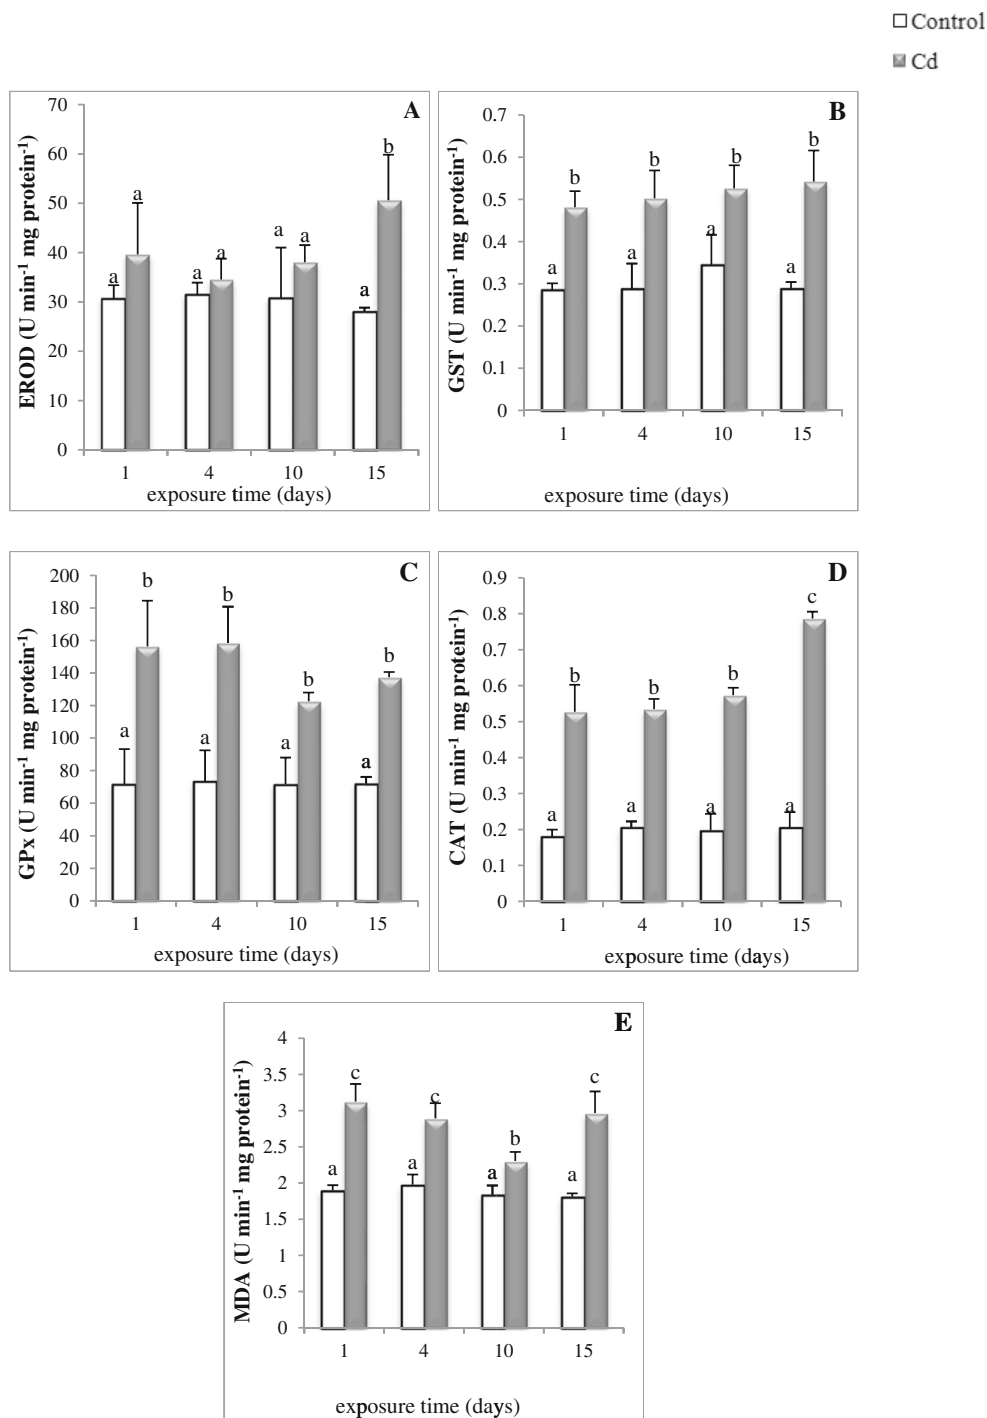 Control
Cd
A
EROD (U min-1 mg protein-1)
70
60
50
40
30
20
10
0
a a a a a a a b
1 4 10 15
exposure time (days)
B
GST (U min-1 mg protein-1)
0.7
0.6
0.5
0.4
0.3
0.2
0.1
0
a b a b a b a b
1 4 10 15
exposure time (days)
C
GPx (U min-1 mg protein-1)
200
180
160
140
120
100
80
60
40
20
0
a b a b a b a b
1 4 10 15
exposure time (days)
D
CAT (U min-1 mg protein-1)
0.9
0.8
0.7
0.6
0.5
0.4
0.3
0.2
0.1
0
a b a b a b a c
1 4 10 15
exposure time (days)
E
MDA (U min-1 mg protein-1)
4
3.5
3
2.5
2
1.5
1
0.5
0
a c a c a b a c
1 4 10 15
exposure time (days)